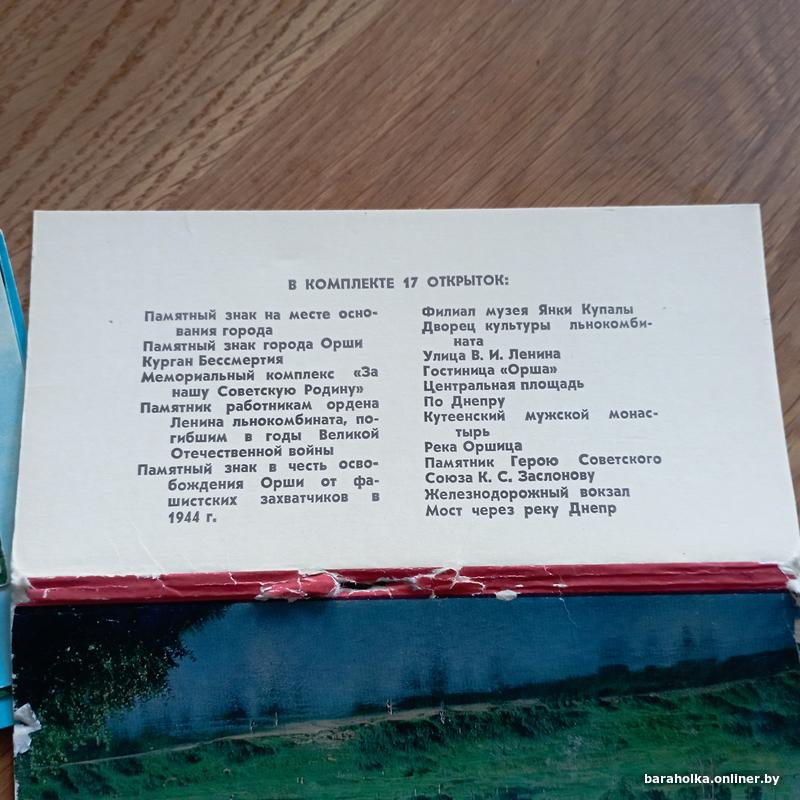 В КОМПЛЕКТЕ 17 ОТКРЫТОК:
Памятный знак на месте осно-
вания города
Памятный знак города Орши
Курган Бессмертия
Мемориальный комплекс «За
нашу Советскую Родину»
Памятник работникам ордена
Ленина льнокомбината, по-
гибшим в годы Великой
Отечественной войны
Памятный знак в честь осво-
бождения Орши от фа-
шистских захватчиков в
1944 г.
Филиал музея Янки Купалы
Дворец культуры льнокомби-
ната
Улица В. И. Ленина
Гостиница «Орша»
Центральная площадь
По Днепру
Кутеенский мужской монас-
тырь
Река Оршица
Памятник Герою Советского
Союза К. С. Заслонову
Железнодорожный вокзал
Мост через реку Днепр
baraholka.onliner.by